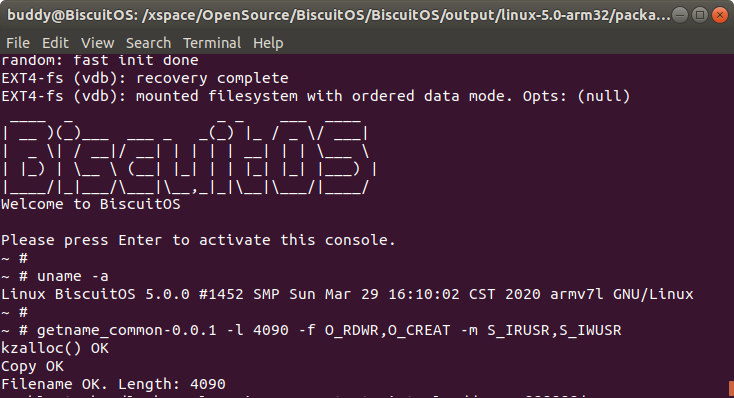 buddy@BiscuitOS: /xspace/OpenSource/BiscuitOS/BiscuitOS/output/linux-5.0-arm32/packa...
File Edit View Search Terminal Help
random: fast init done
EXT4-fs (vdb): recovery complete
EXT4-fs (vdb): mounted filesystem with ordered data mode. Opts: (null)
BiscuitOS
Welcome to BiscuitOS
Please press Enter to activate this console.
~ #
~ # uname -a
Linux BiscuitOS 5.0.0 #1452 SMP Sun Mar 29 16:10:02 CST 2020 armv7l GNU/Linux
~ #
~ # getname_common-0.0.1 -l 4090 -f O_RDWR,O_CREAT -m S_IRUSR,S_IWUSR
kzalloc() OK
Copy OK
Filename OK. Length: 4090